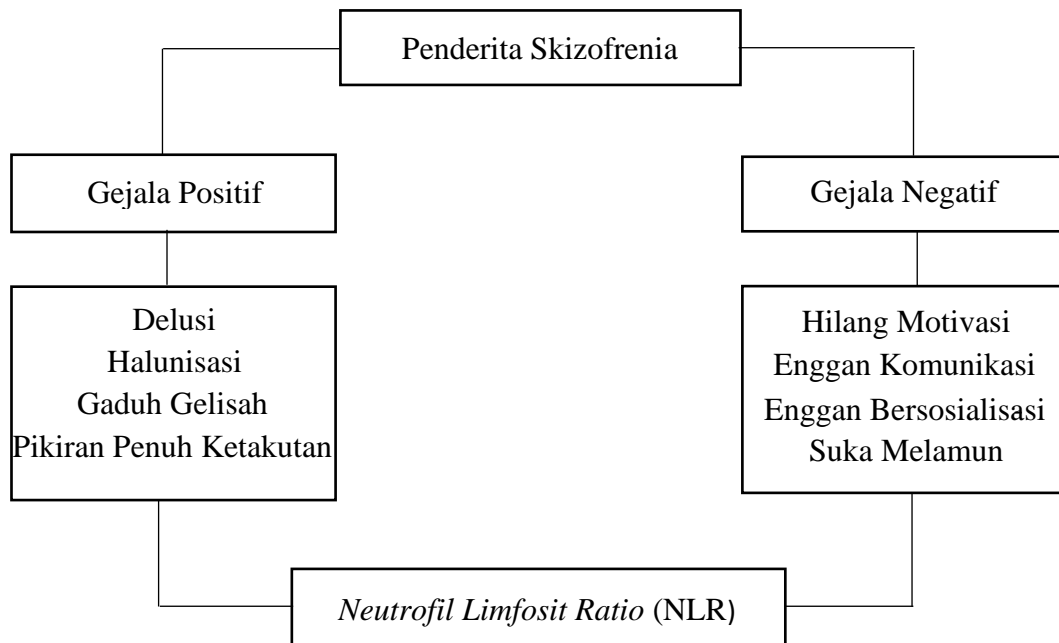 Penderita Skizofrenia
Gejala Positif
Gejala Negatif
Delusi
Halunisasi
Gaduh Gelisah
Pikiran Penuh Ketakutan
Hilang Motivasi
Enggan Komunikasi
Enggan Bersosialisasi
Suka Melamun
Neutrofil Limfosit Ratio (NLR)